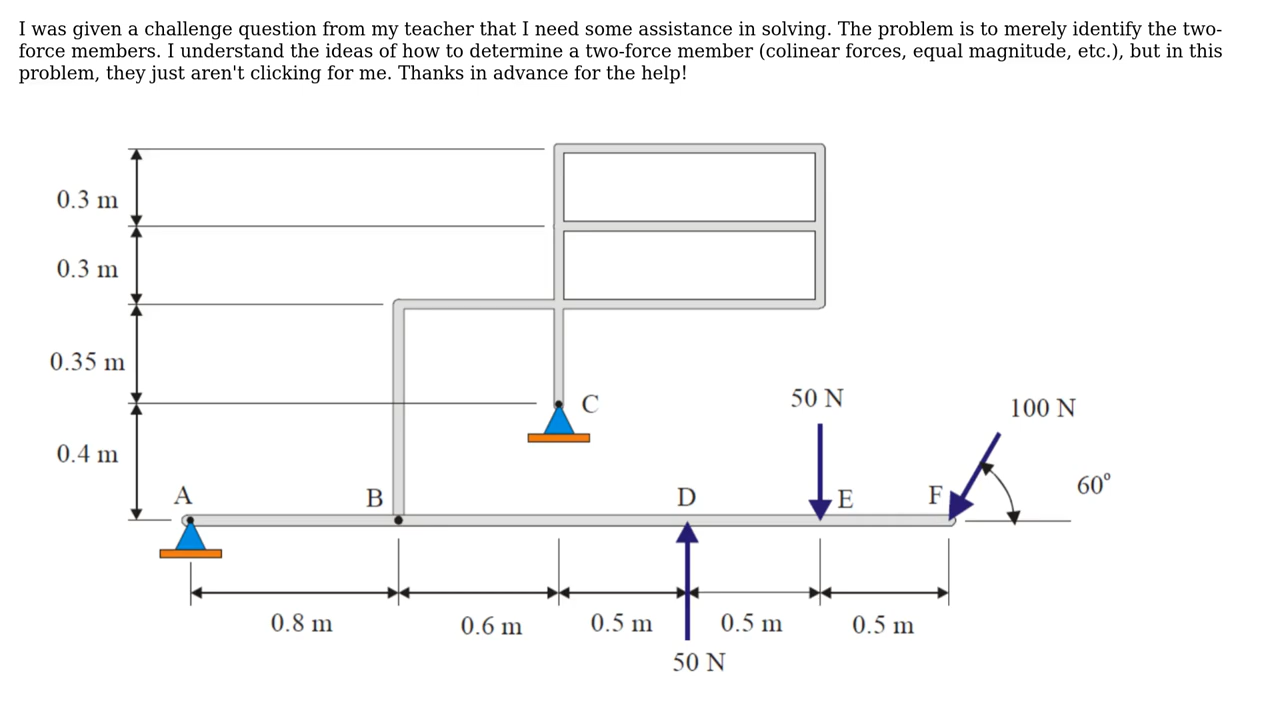 I was given a challenge question from my teacher that I need some assistance in solving. The problem is to merely identify the two-
force members. I understand the ideas of how to determine a two-force member (colinear forces, equal magnitude, etc.), but in this
problem, they just aren't clicking for me. Thanks in advance for the help!
0.3 m
0.3 m
0.35 m
C
50 N
100 N
0.4 m
60°
A
B
D
E
F
0.8 m
0.6 m
0.5 m
0.5 m
0.5 m
50 N